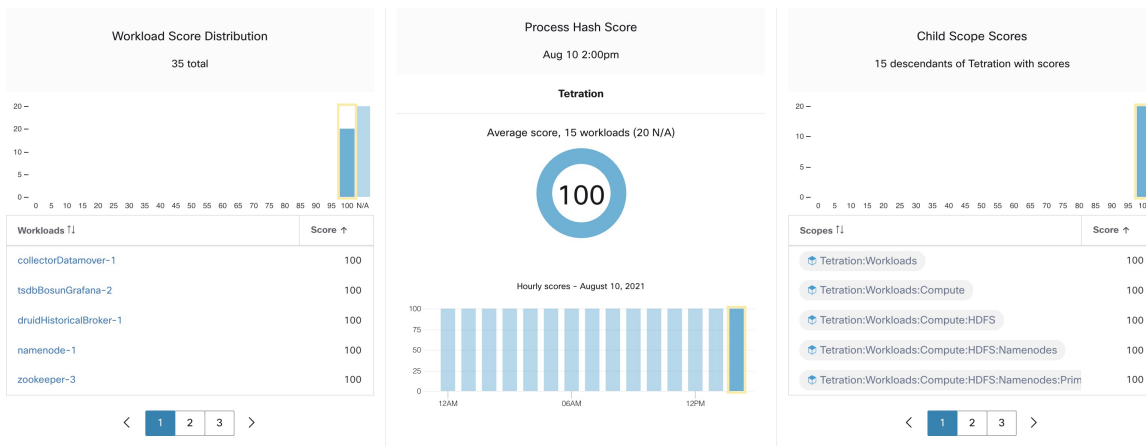 Workload Score Distribution
35 total
20
20
10
5
0
0 5 10 15 20 25 30 35 40 45 50 55 60 65 70 75 80 85 90 95 100 N/A
Workloads ↑↓ Score ↑
collectorDatamover-1 100
tsdbBosunGrafana-2 100
druidHistoricalBroker-1 100
namenode-1 100
zookeeper-3 100
< 1 2 3 >
Process Hash Score
Aug 10 2:00pm
Tetration
Average score, 15 workloads (20 N/A)
100
Hourly scores - August 10, 2021
100
75
50
25
0
12AM 06AM 12PM
Child Scope Scores
15 descendants of Tetration with scores
20
10
5
0
0 5 10 15 20 25 30 35 40 45 50 55 60 65 70 75 80 85 90 95 10
Scopes ↑↓ Score ↑
Tetration:Workloads 100
Tetration:Workloads:Compute 100
Tetration:Workloads:Compute:HDFS 100
Tetration:Workloads:Compute:HDFS:Namenodes 100
Tetration:Workloads:Compute:HDFS:Namenodes:Prim 100
< 1 2 3 >